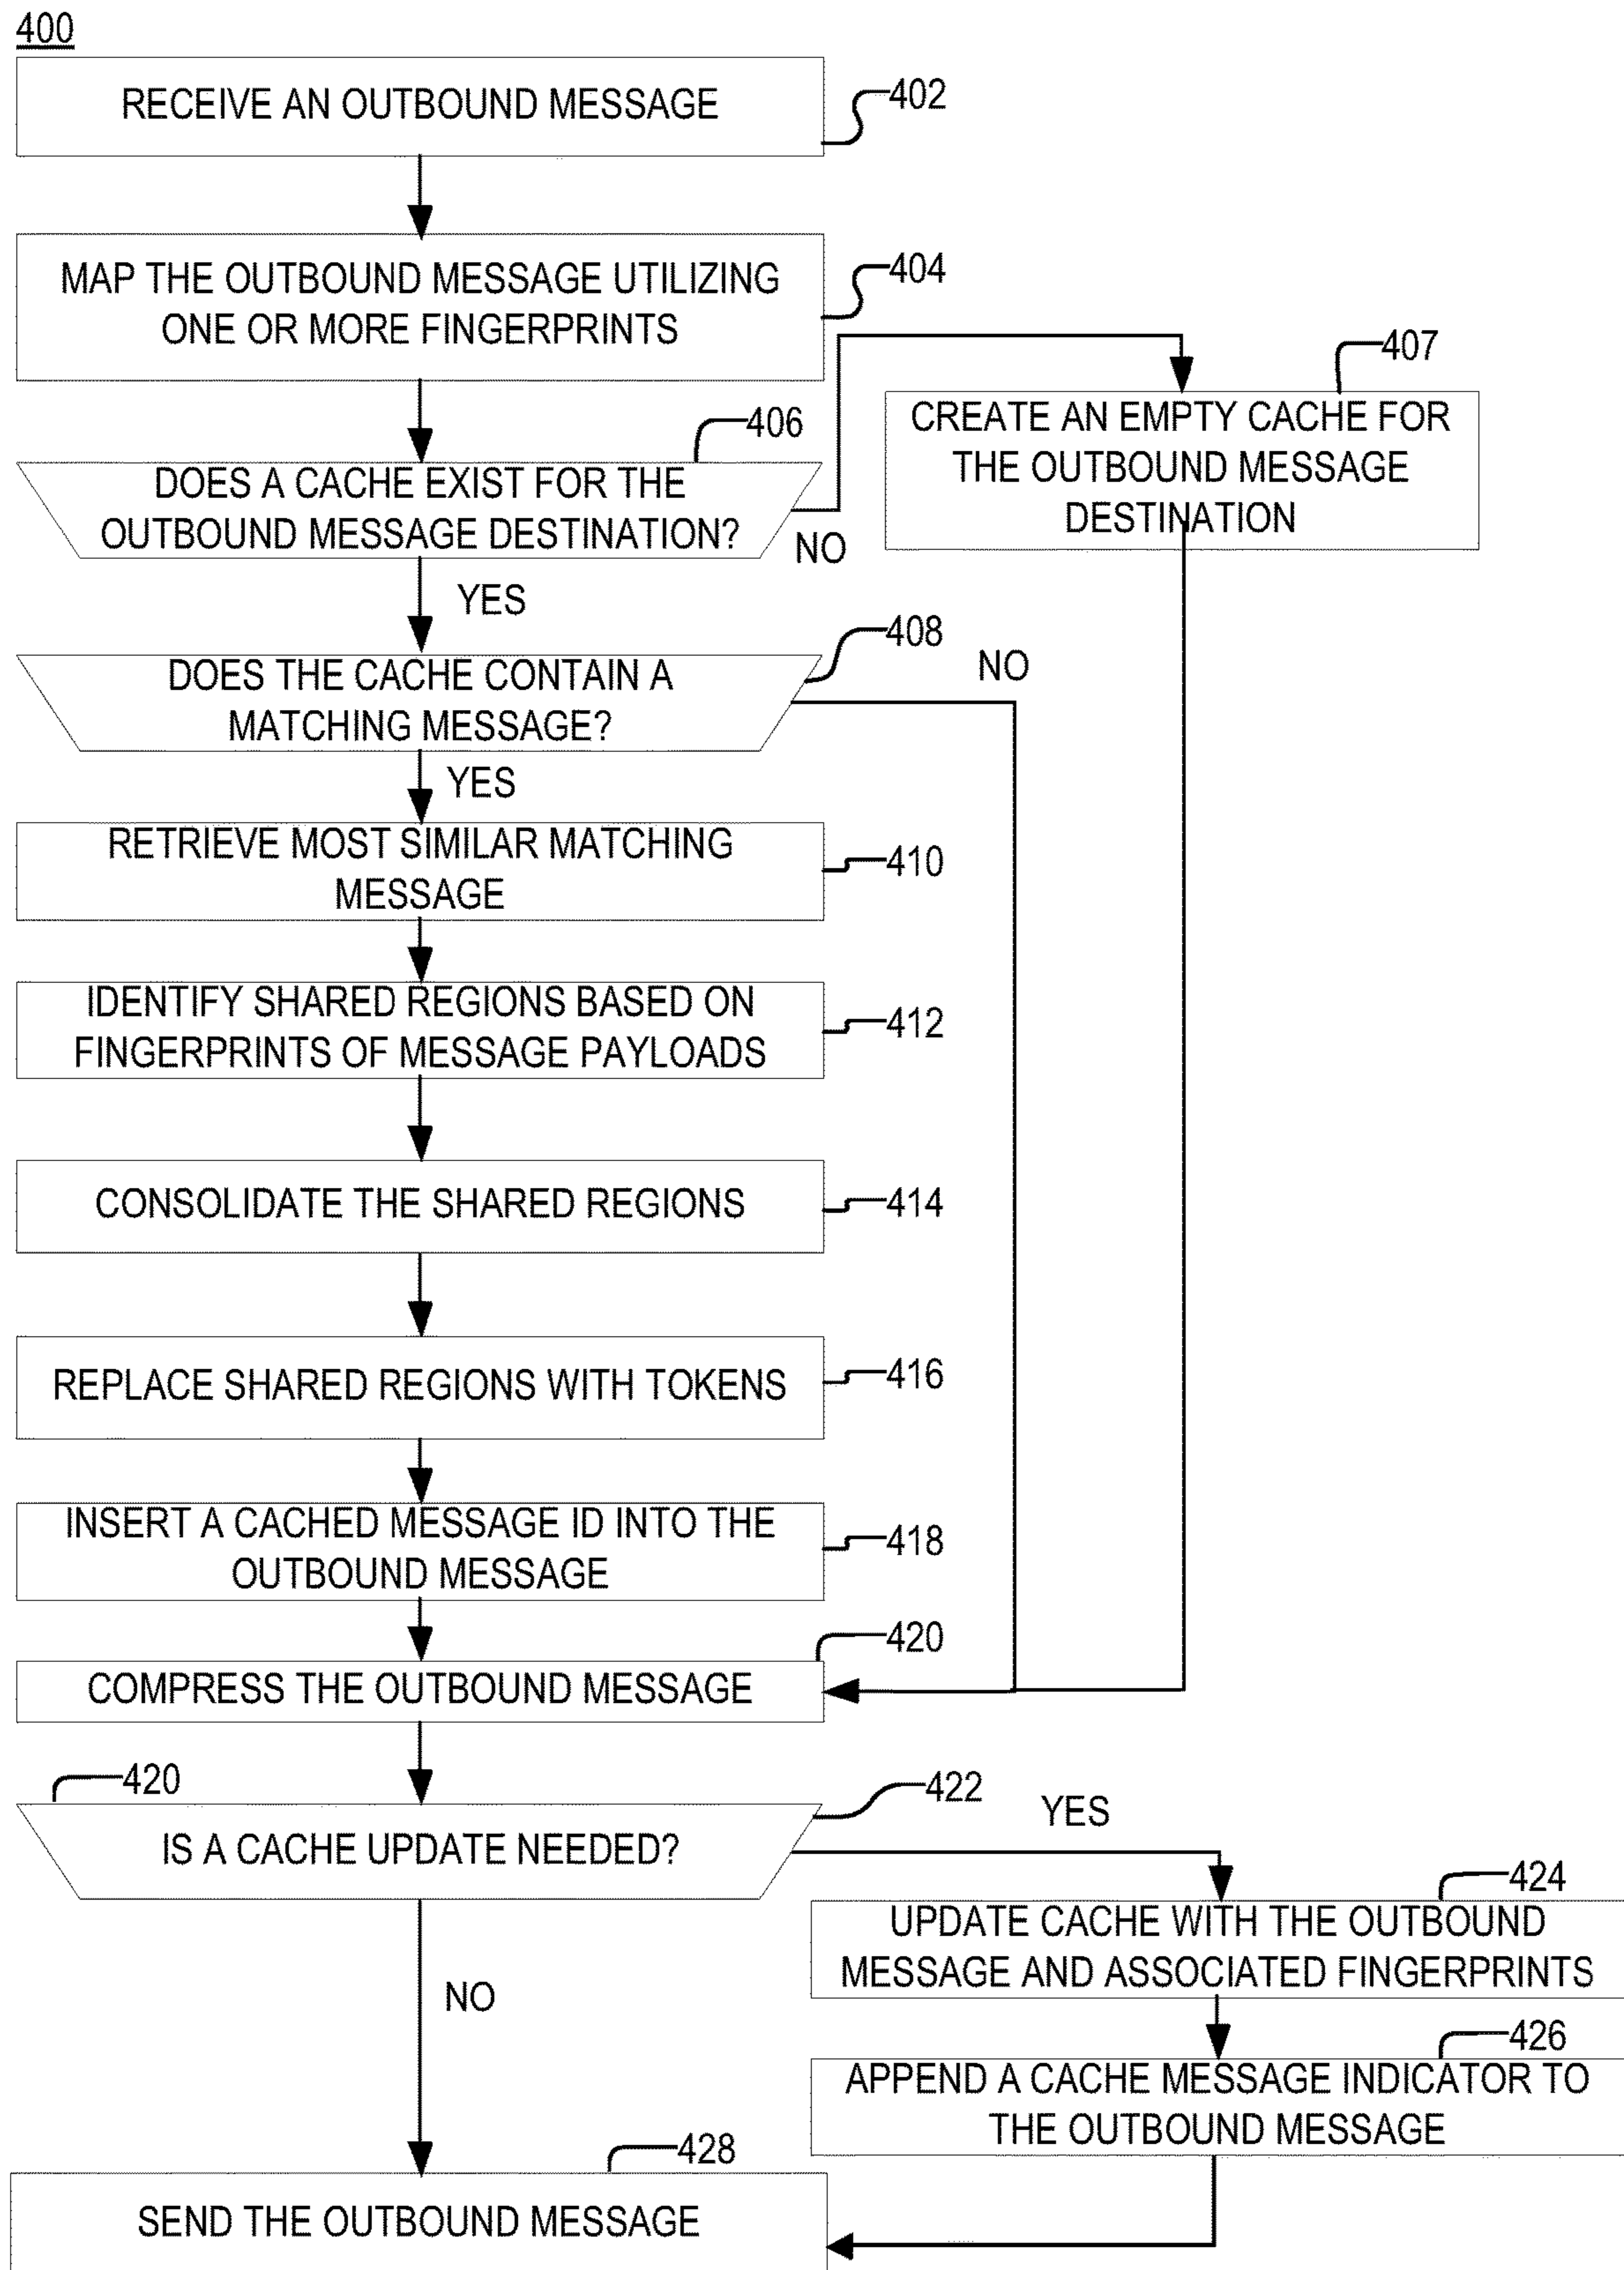 400
RECEIVE AN OUTBOUND MESSAGE
402
MAP THE OUTBOUND MESSAGE UTILIZING
ONE OR MORE FINGERPRINTS
404
407
CREATE AN EMPTY CACHE FOR
THE OUTBOUND MESSAGE
DESTINATION
406
DOES A CACHE EXIST FOR THE
OUTBOUND MESSAGE DESTINATION?
NO
YES
408
DOES THE CACHE CONTAIN A
MATCHING MESSAGE?
NO
YES
RETRIEVE MOST SIMILAR MATCHING
MESSAGE
410
IDENTIFY SHARED REGIONS BASED ON
FINGERPRINTS OF MESSAGE PAYLOADS
412
CONSOLIDATE THE SHARED REGIONS
414
REPLACE SHARED REGIONS WITH TOKENS
416
INSERT A CACHED MESSAGE ID INTO THE
OUTBOUND MESSAGE
418
420
COMPRESS THE OUTBOUND MESSAGE
420
422
IS A CACHE UPDATE NEEDED?
YES
424
UPDATE CACHE WITH THE OUTBOUND
MESSAGE AND ASSOCIATED FINGERPRINTS
NO
426
APPEND A CACHE MESSAGE INDICATOR TO
THE OUTBOUND MESSAGE
428
SEND THE OUTBOUND MESSAGE